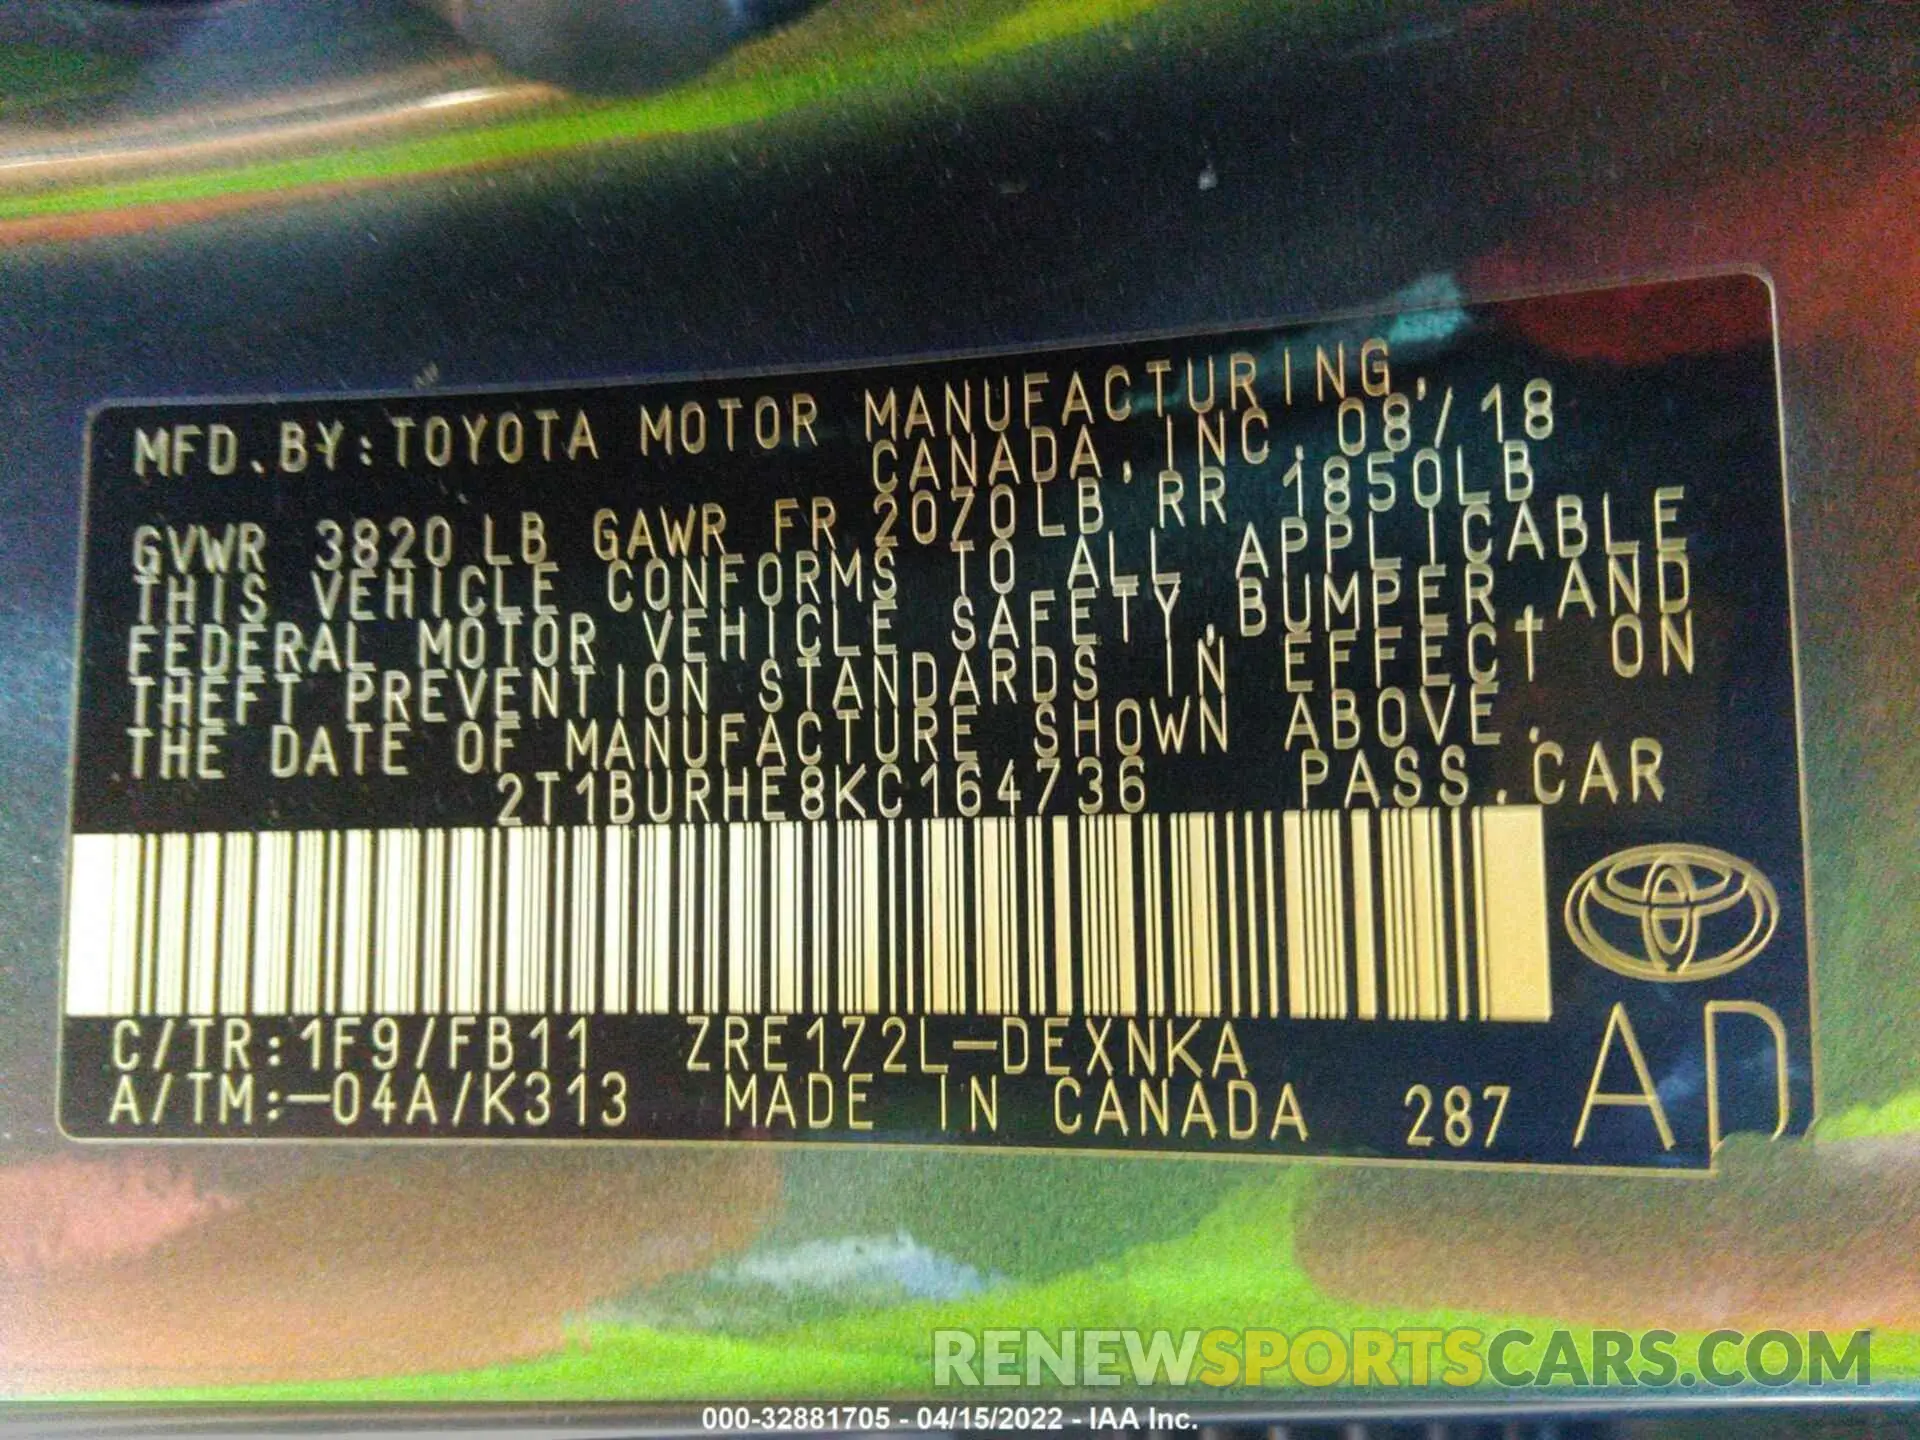 MFD.BY:TOYOTA MOTOR MANUFACTURING,
CANADA,INC. 08/18
GVWR 3820 LB GAWR FR 2070LB RR 1850LB
THIS VEHICLE CONFORMS TO ALL APPLICABLE
FEDERAL MOTOR VEHICLE SAFETY,BUMPER,AND
THEFT PREVENTION STANDARDS IN EFFECT ON
THE DATE OF MANUFACTURE SHOWN ABOVE.
2T1BURHE8KC164736 PASS.CAR
C/TR:1F9/FB11 ZRE172L-DEXNKA
A/TM:-04A/K313 MADE IN CANADA 287
AD
RENEWSPORTSCARS.COM
000-32881705 - 04/15/2022 - IAA Inc.